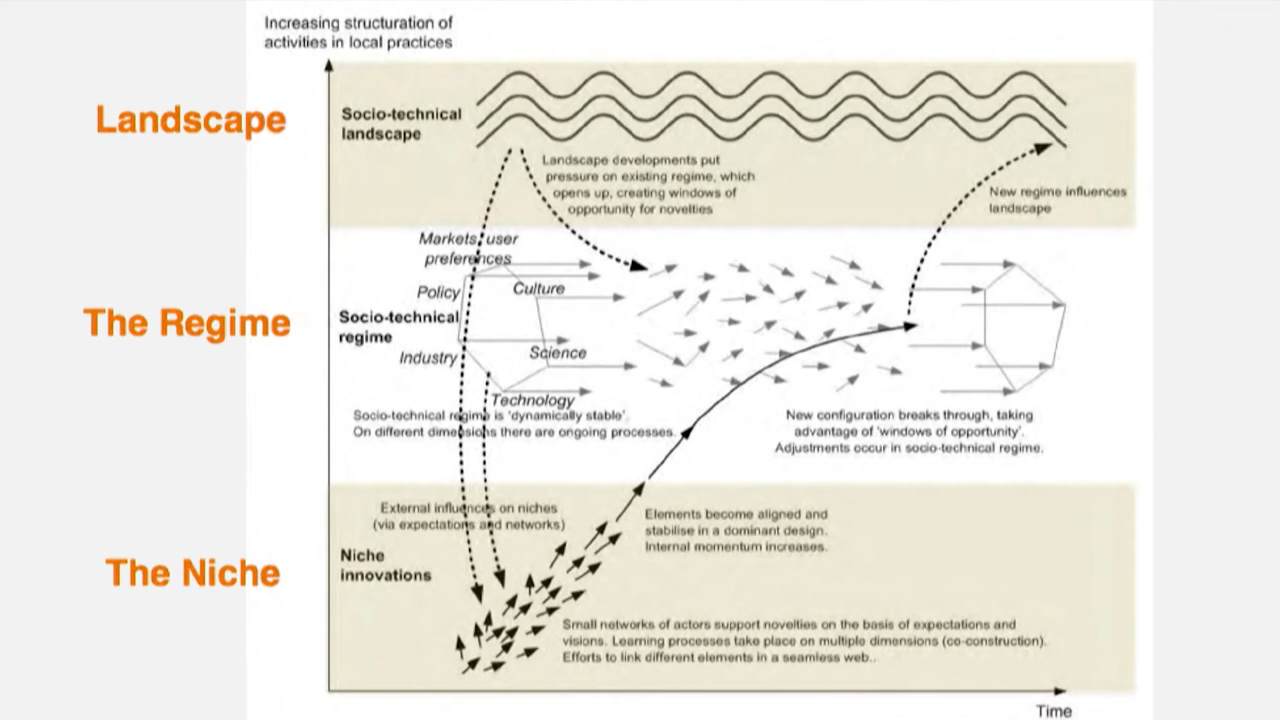 Increasing structuration of
activities in local practices
Landscape
Socio-technical
landscape
Landscape developments put
pressure on existing regime, which
opens up, creating windows of
opportunity for novelties
New regime influences
landscape
Markets, user
preferences
Policy
Culture
The Regime
Socio-technical
regime
Industry
Science
Technology
Socio-technical regime is 'dynamically stable'.
On different dimensions there are ongoing processes.
New configuration breaks through, taking
advantage of 'windows of opportunity'.
Adjustments occur in socio-technical regime.
External influences on niches
(via expectations and networks)
Elements become aligned and
stabilise in a dominant design.
Internal momentum increases.
The Niche
Niche
innovations
Small networks of actors support novelties on the basis of expectations and
visions. Learning processes take place on multiple dimensions (co-construction).
Efforts to link different elements in a seamless web..
Time